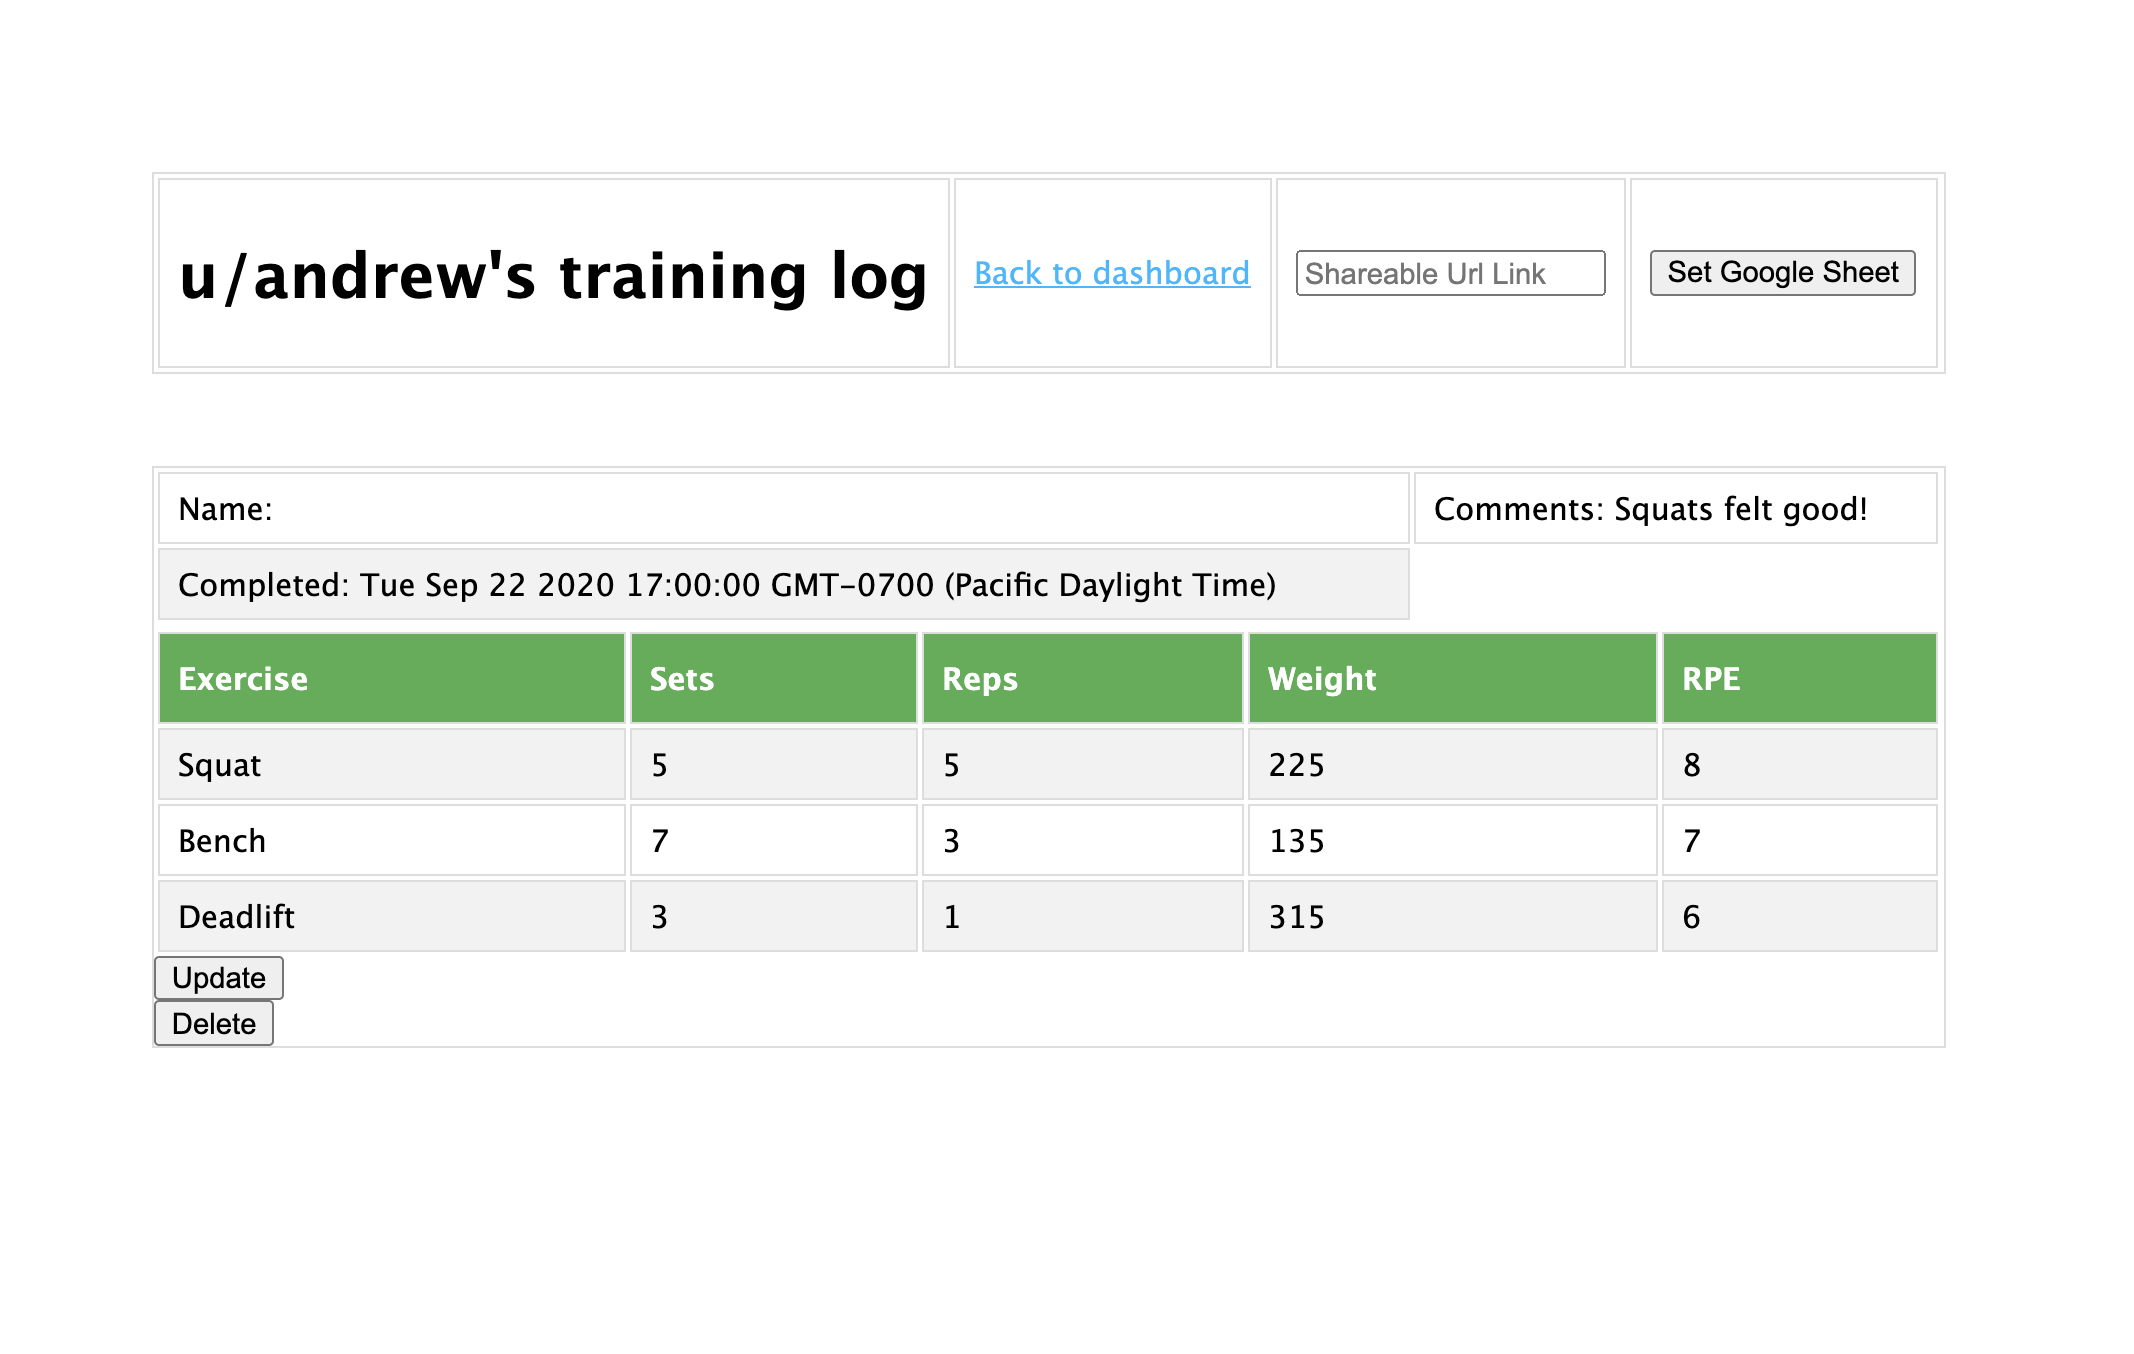 u/andrew's training log Back to dashboard Shareable Url Link Set Google Sheet
Name: Comments: Squats felt good!
Completed: Tue Sep 22 2020 17:00:00 GMT-0700 (Pacific Daylight Time)
Exercise Sets Reps Weight RPE
Squat 5 5 225 8
Bench 7 3 135 7
Deadlift 3 1 315 6
Update
Delete